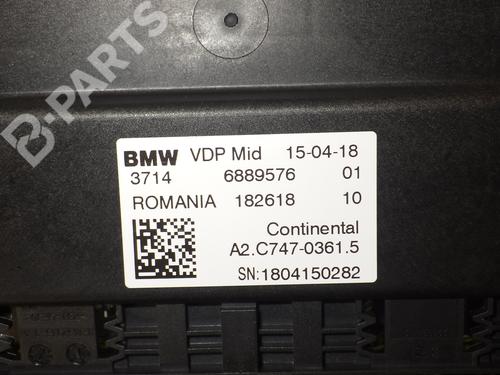 B-PARTS
BMW VDP Mid 15-04-18
3714 6889576 01
ROMANIA 182618 10
Continental
A2.C747-0361.5
SN:1804150282